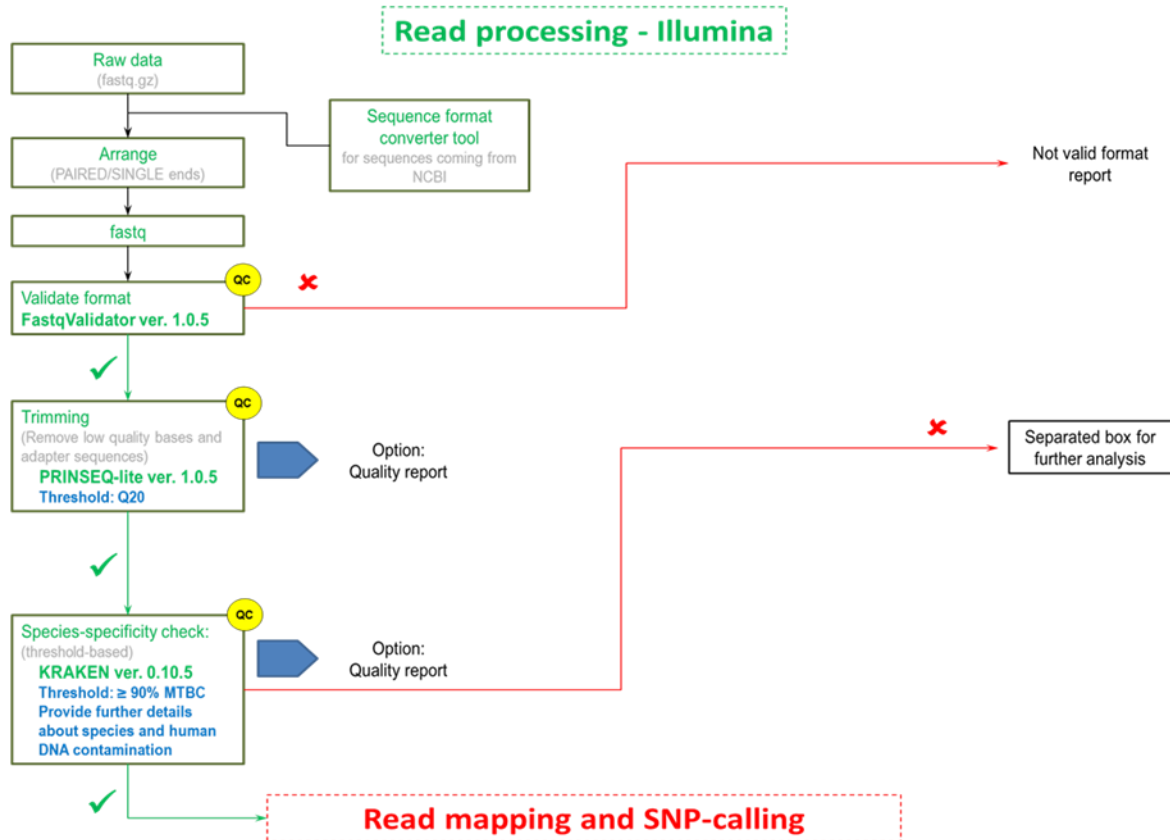 Read processing - Illumina
Raw data
(fastq.gz)
Sequence format
converter tool
for sequences coming from
NCBI
Arrange
(PAIRED/SINGLE ends)
Not valid format
report
fastq
QC
Validate format
FastqValidator ver. 1.0.5
QC
Trimming
(Remove low quality bases and
adapter sequences)
PRINSEQ-lite ver. 1.0.5
Threshold: Q20
Option:
Quality report
Separated box for
further analysis
QC
Species-specificity check:
(threshold-based)
KRAKEN ver. 0.10.5
Threshold: ≥ 90% MTBC
Provide further details
about species and human
DNA contamination
Option:
Quality report
Read mapping and SNP-calling